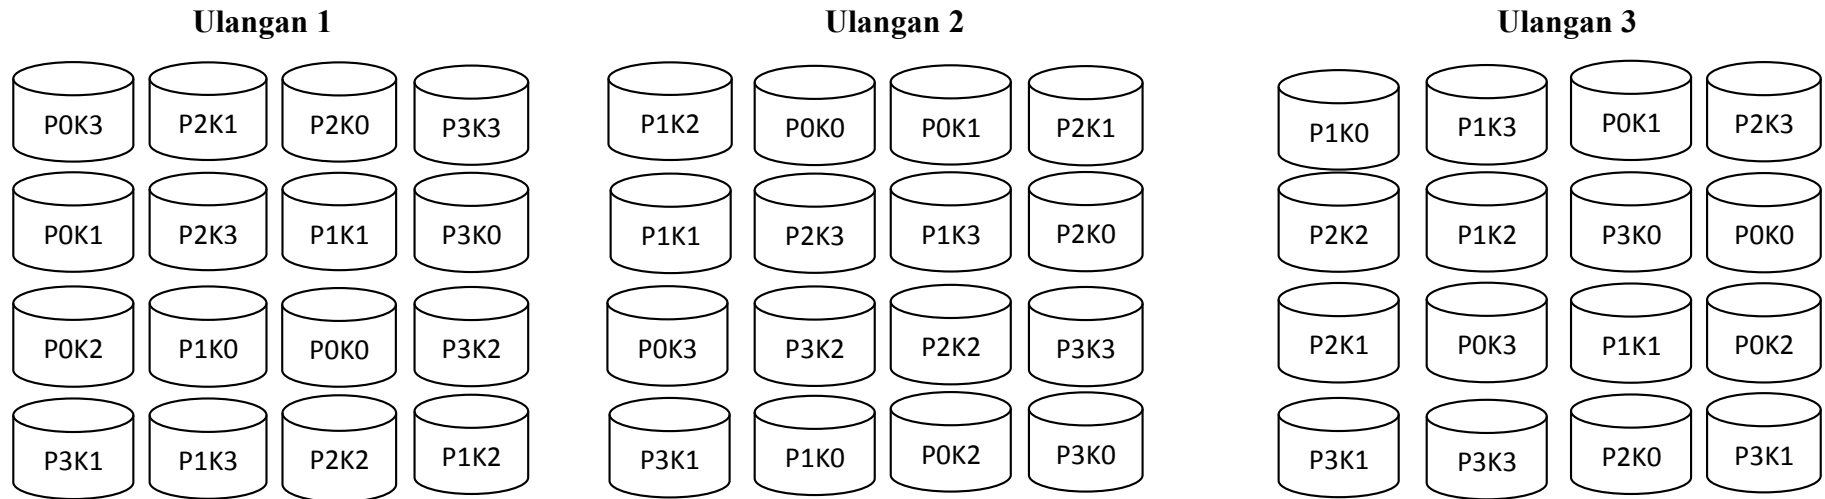 Ulangan 1 Ulangan 2 Ulangan 3
P0K3 P2K1 P2K0 P3K3 P1K2 P0K0 P0K1 P2K1 P1K0 P1K3 P0K1 P2K3
P0K1 P2K3 P1K1 P3K0 P1K1 P2K3 P1K3 P2K0 P2K2 P1K2 P3K0 P0K0
P0K2 P1K0 P0K0 P3K2 P0K3 P3K2 P2K2 P3K3 P2K1 P0K3 P1K1 P0K2
P3K1 P1K3 P2K2 P1K2 P3K1 P1K0 P0K2 P3K0 P3K1 P3K3 P2K0 P3K1